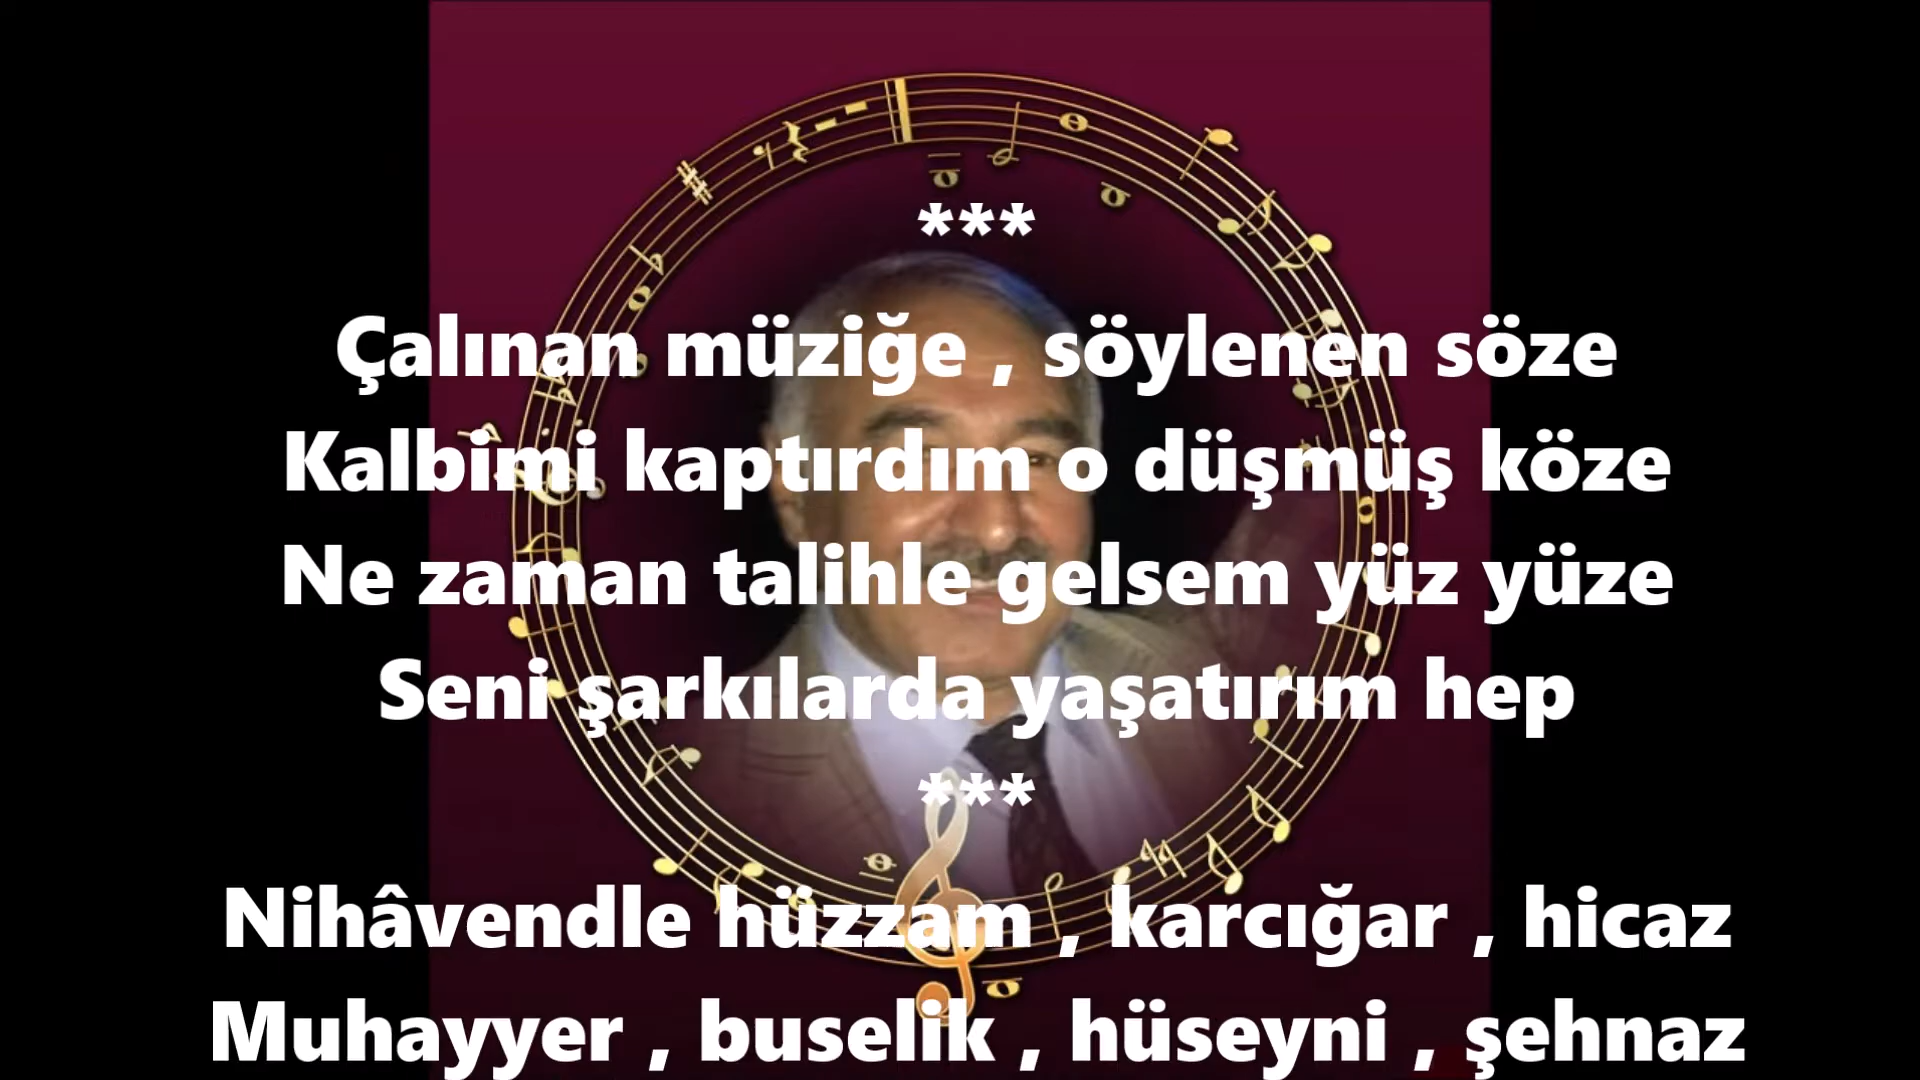 ***
Çalınan müziğe , söylenen söze
Kalbimi kaptırdım o düşmüş köze
Ne zaman talihle gelsem yüz yüze
Seni şarkılarda yaşatırım hep
***
Nihâvendle hüzzam , karcığar , hicaz
Muhayyer , buselik , hüseyni , şehnaz